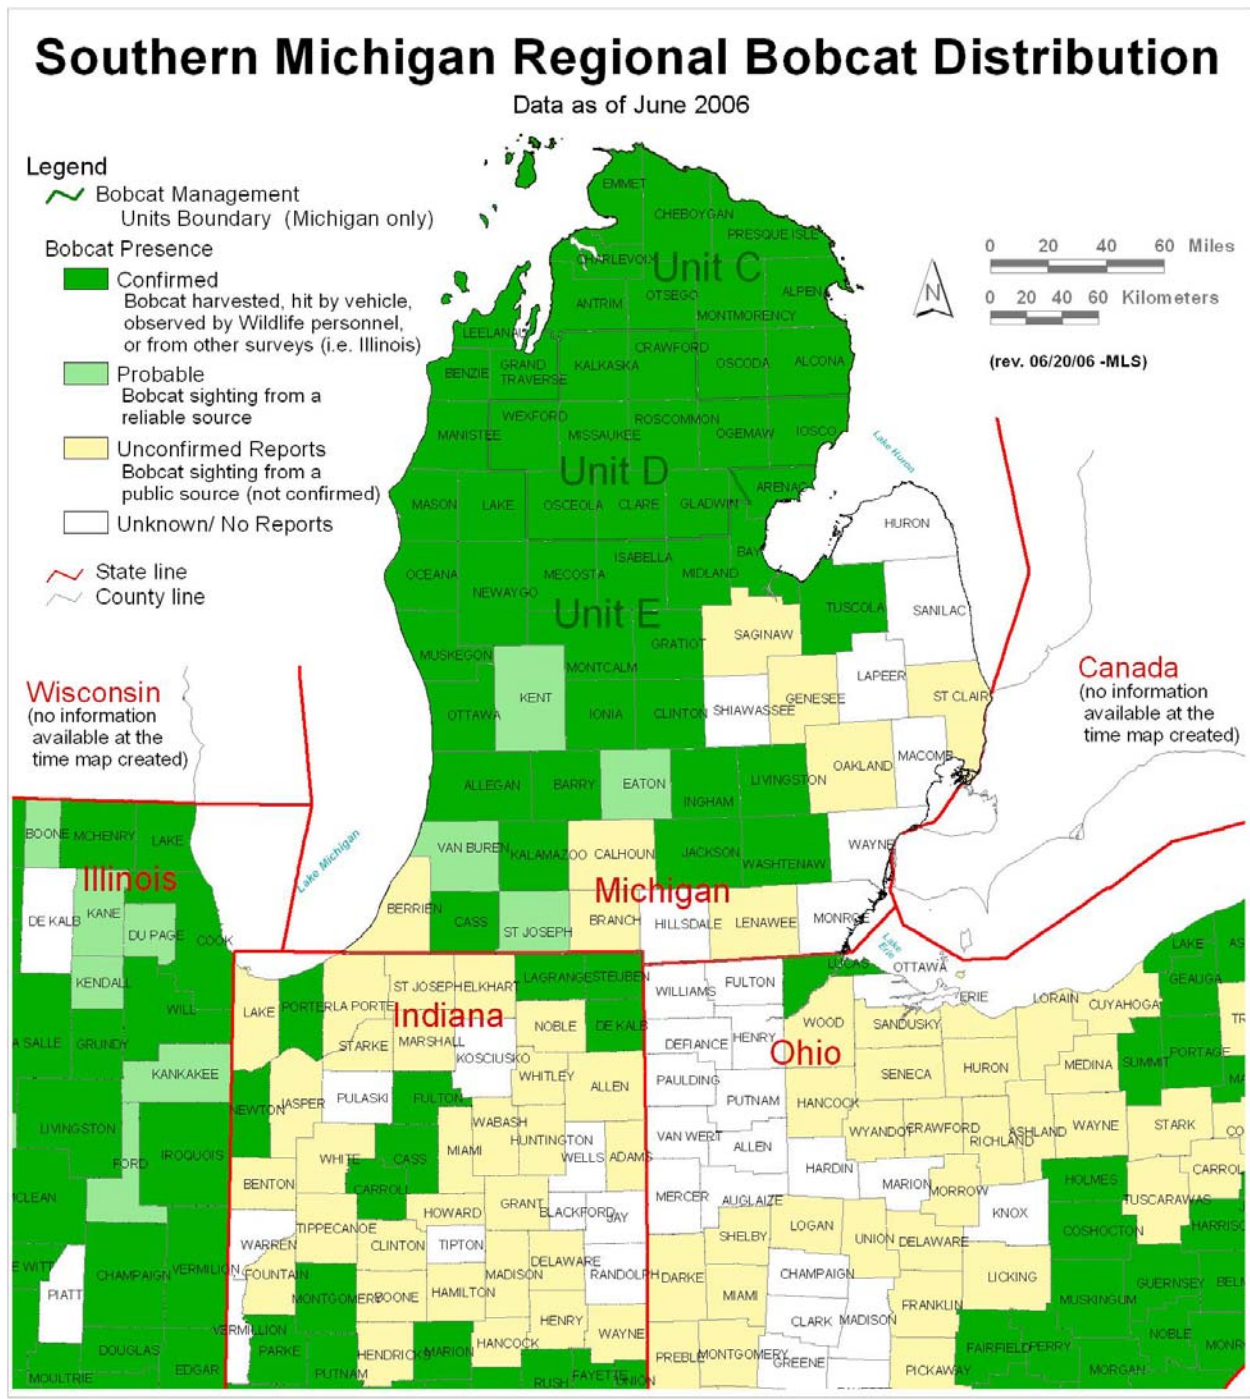 Southern Michigan Regional Bobcat Distribution
Data as of June 2006
Legend
Bobcat Management
Units Boundary (Michigan only)
Bobcat Presence
Confirmed
Bobcat harvested, hit by vehicle,
observed by Wildlife personnel,
or from other surveys (i.e. Illinois)
Probable
Bobcat sighting from a
reliable source
Unconfirmed Reports
Bobcat sighting from a
public source (not confirmed)
Unknown/ No Reports
State line
County line
0 20 40 60 Miles
0 20 40 60 Kilometers
N
(rev. 06/20/06 -MLS)
Wisconsin
(no information
available at the
time map created)
Canada
(no information
available at the
time map created)
Lake Huron
Lake Michigan
Lake Erie
Unit C
Unit D
Unit E
EMMET
CHEBOYGAN
PRESQUE ISLE
CHARLEVOIX
ANTRIM
OTSEGO
MONTMORENCY
ALPEN
LEELANAU
BENZIE
GRAND
TRAVERSE
KALKASKA
CRAWFORD
OSCODA
ALCONA
MANISTEE
WEXFORD
MISSAUKEE
ROSCOMMON
OGEMAW
IOSCO
MASON
LAKE
OSCEOLA
CLARE
GLADWIN
ARENAC
OCEANA
NEWAYGO
MECOSTA
ISABELLA
MIDLAND
BAY
HURON
TUSCOLA
SANILAC
MUSKEGON
KENT
MONTCALM
GRATIOT
SAGINAW
LAPEER
ST CLAIR
OTTAWA
IONIA
CLINTON
SHIAWASSEE
GENESEE
OAKLAND
MACOMB
ALLEGAN
BARRY
EATON
INGHAM
LIVINGSTON
VAN BUREN
KALAMAZOO
CALHOUN
JACKSON
WASHTENAW
WAYNE
BERRIEN
CASS
ST JOSEPH
BRANCH
HILLSDALE
LENAWEE
MONROE
Michigan
Illinois
BOONE
MCHENRY
LAKE
DE KALB
KANE
DU PAGE
COOK
KENDALL
WILL
A SALLE
GRUNDY
KANKAKEE
LIVINGSTON
FORD
IROQUOIS
CLEAN
E WITT
PIATT
CHAMPAIGN
VERMILION
DOUGLAS
EDGAR
MOULTRIE
Indiana
LAKE
PORTER
LA PORTE
ST JOSEPH
ELKHART
LAGRANGE
STEUBEN
STARKE
MARSHALL
KOSCIUSKO
NOBLE
DE KALB
NEWTON
JASPER
PULASKI
FULTON
WHITLEY
ALLEN
WABASH
HUNTINGTON
WELLS
ADAMS
WHITE
CASS
MIAMI
BENTON
CARROLL
HOWARD
GRANT
BLACKFORD
JAY
WARREN
TIPPECANOE
CLINTON
TIPTON
MADISON
DELAWARE
RANDOLPH
FOUNTAIN
MONTGOMERY
BOONE
HAMILTON
HENRY
WAYNE
VERMILLION
PARKE
PUTNAM
HENDRICKS
MARION
HANCOCK
RUSH
FAYETTE
UNION
Ohio
WILLIAMS
FULTON
LUCAS
OTTAWA
DEFIANCE
HENRY
WOOD
SANDUSKY
ERIE
LORAIN
CUYAHOGA
LAKE
AS
GEAUGA
TR
PAULDING
PUTNAM
HANCOCK
SENECA
HURON
MEDINA
SUMMIT
PORTAGE
MA
VAN WERT
ALLEN
WYANDOT
CRAWFORD
RICHLAND
ASHLAND
WAYNE
STARK
CO
MERCER
AUGLAIZE
HARDIN
MARION
MORROW
KNOX
HOLMES
TUSCARAWAS
CARROL
SHELBY
LOGAN
UNION
DELAWARE
COSHOCTON
HARRISO
DARKE
MIAMI
CHAMPAIGN
LICKING
MUSKINGUM
GUERNSEY
BELM
CLARK
MADISON
FRANKLIN
FAIRFIELD
PERRY
NOBLE
MONR
PREBLE
MONTGOMERY
GREENE
PICKAWAY
MORGAN